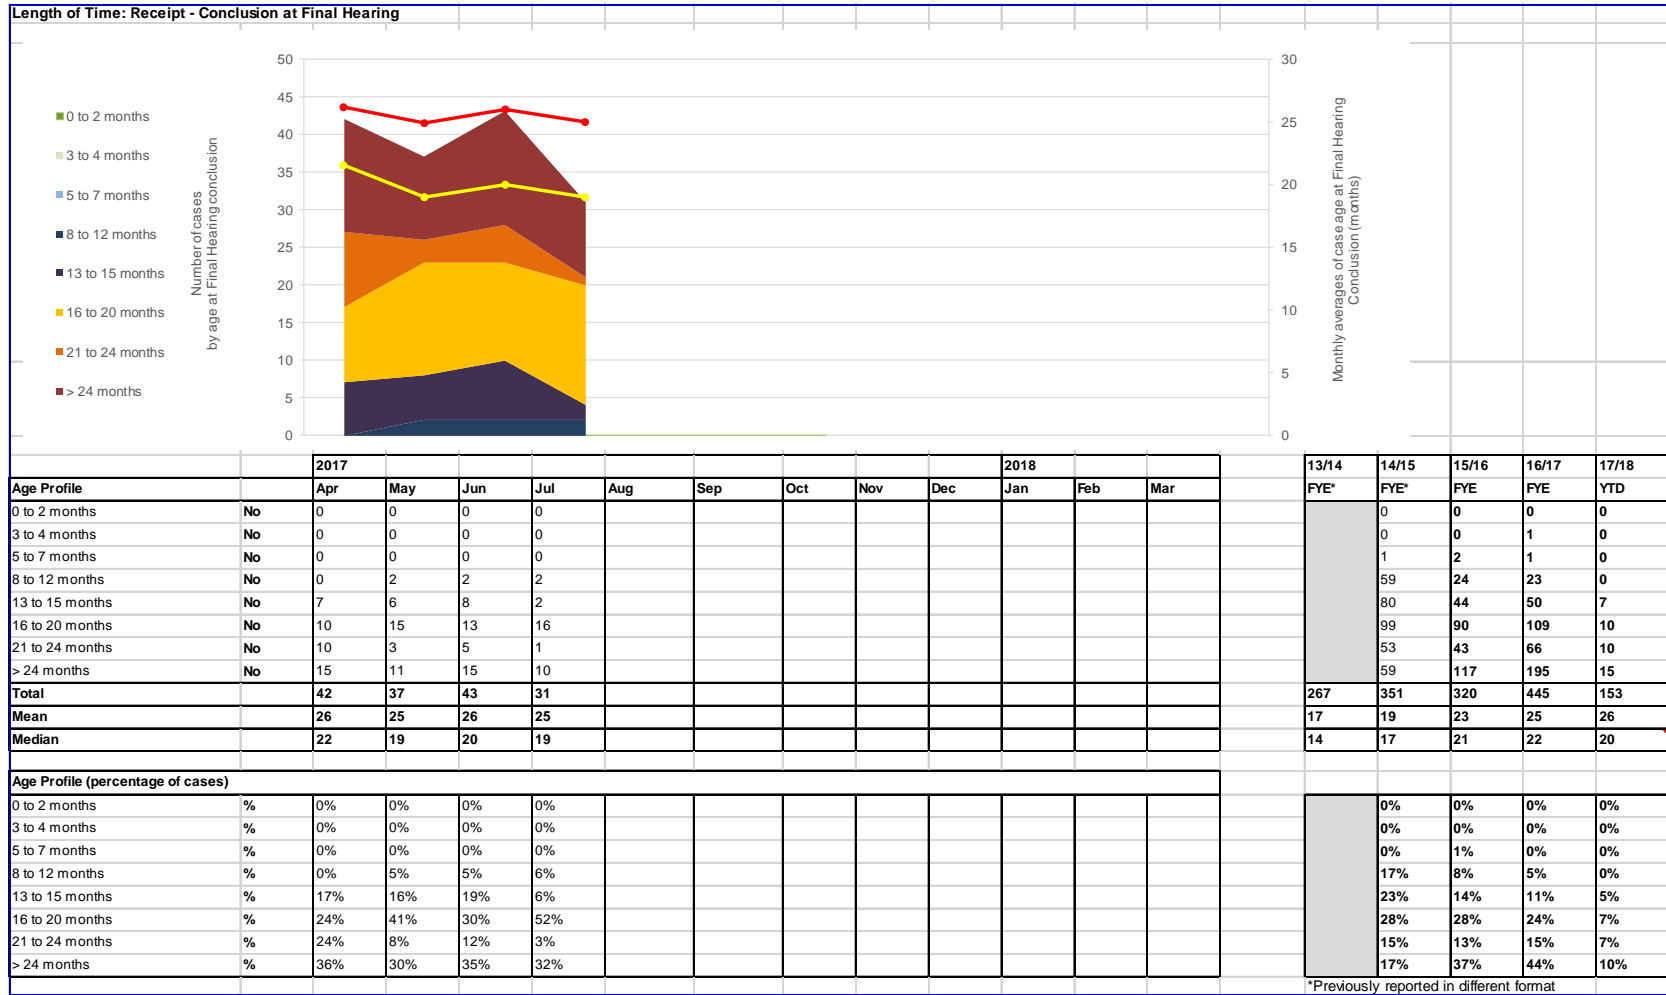 Length of Time: Receipt - Conclusion at Final Hearing
0 to 2 months
3 to 4 months
5 to 7 months
8 to 12 months
13 to 15 months
16 to 20 months
21 to 24 months
> 24 months
Number of cases
by age at Final Hearing conclusion
50
45
40
35
30
25
20
15
10
5
0
30
25
20
15
10
5
0
Monthly averages of case age at Final Hearing
Conclusion (months)
2017 2018 13/14 14/15 15/16 16/17 17/18
Age Profile Apr May Jun Jul Aug Sep Oct Nov Dec Jan Feb Mar FYE* FYE* FYE FYE YTD
0 to 2 months No 0 0 0 0 0 0 0 0
3 to 4 months No 0 0 0 0 0 0 1 0
5 to 7 months No 0 0 0 0 1 2 1 0
8 to 12 months No 0 2 2 2 59 24 23 0
13 to 15 months No 7 6 8 2 80 44 50 7
16 to 20 months No 10 15 13 16 99 90 109 10
21 to 24 months No 10 3 5 1 53 43 66 10
> 24 months No 15 11 15 10 59 117 195 15
Total 42 37 43 31 267 351 320 445 153
Mean 26 25 26 25 17 19 23 25 26
Median 22 19 20 19 14 17 21 22 20
Age Profile (percentage of cases)
0 to 2 months % 0% 0% 0% 0% 0% 0% 0% 0%
3 to 4 months % 0% 0% 0% 0% 0% 0% 0% 0%
5 to 7 months % 0% 0% 0% 0% 0% 1% 0% 0%
8 to 12 months % 0% 5% 5% 6% 17% 8% 5% 0%
13 to 15 months % 17% 16% 19% 6% 23% 14% 11% 5%
16 to 20 months % 24% 41% 30% 52% 28% 28% 24% 7%
21 to 24 months % 24% 8% 12% 3% 15% 13% 15% 7%
> 24 months % 36% 30% 35% 32% 17% 37% 44% 10%
*Previously reported in different format